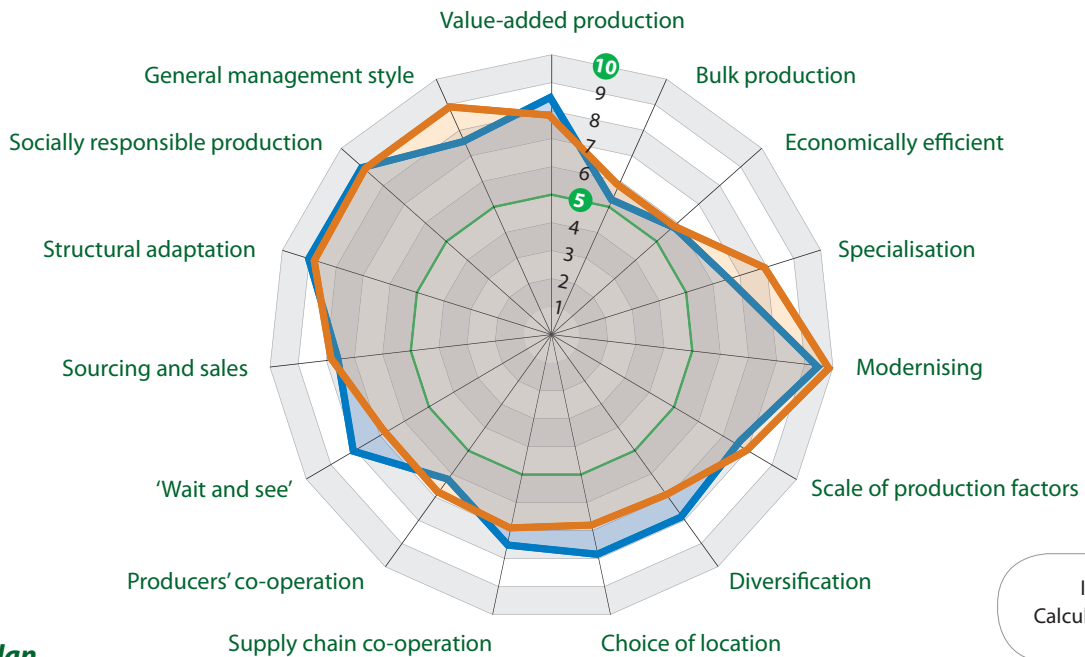 Value-added production
General management style
10
Bulk production
9
8
Socially responsible production
7
Economically efficient
6
5
Structural adaptation
4
Specialisation
3
2
1
Sourcing and sales
Modernising
'Wait and see'
Scale of production factors
Producers' co-operation
Diversification
Supply chain co-operation
Choice of location